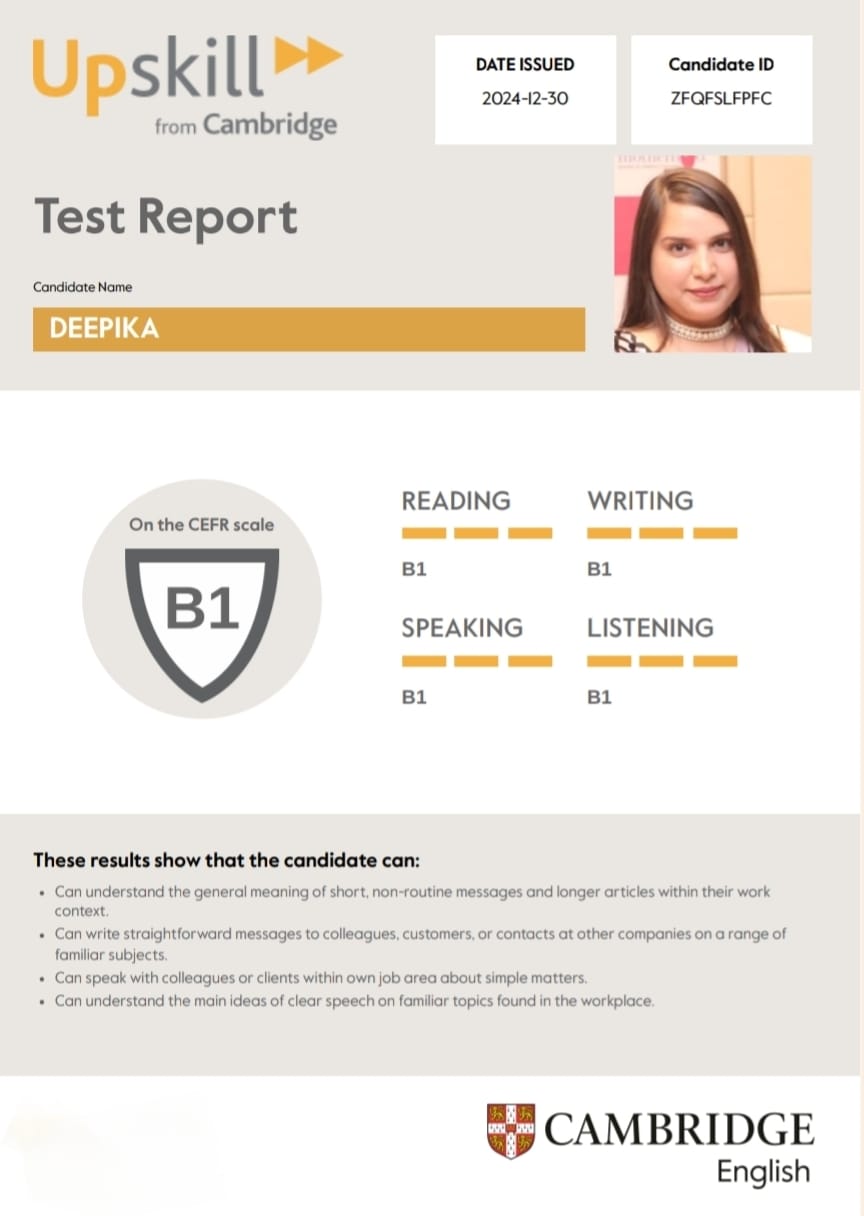 Upskill
from Cambridge
DATE ISSUED
2024-12-30
Candidate ID
ZFQFSLFPFC
Test Report
Candidate Name
DEEPIKA
On the CEFR scale
B1
READING
B1
WRITING
B1
SPEAKING
B1
LISTENING
B1
These results show that the candidate can:
• Can understand the general meaning of short, non-routine messages and longer articles within their work
context.
• Can write straightforward messages to colleagues, customers, or contacts at other companies on a range of
familiar subjects.
• Can speak with colleagues or clients within own job area about simple matters.
• Can understand the main ideas of clear speech on familiar topics found in the workplace.
CAMBRIDGE
English